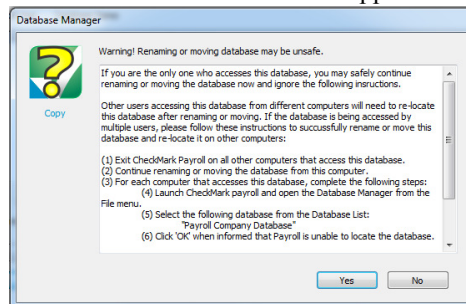 Database Manager
Warning! Renaming or moving database may be unsafe.
If you are the only one who accesses this database, you may safely continue
renaming or moving the database now and ignore the following insructions.
Other users accessing this database from different computers will need to re-locate
this database after renaming or moving. If the database is being accessed by
multiple users, please follow these instructions to succusfully rename or move this
database and re-locate it on other computers:
(1) Exit CheckMark Payroll on all other computers that access this database.
(2) Continue renaming or moving the database from this computer.
(3) For each computer that accesses this database, complete the following steps:
(4) Launch CheckMark payroll and open the Database Manager from the
File menu.
(5) Select the following database from the Database List:
"Payroll Company Database"
(6) Click 'OK' when informed that Payroll is unable to locate the database.
Copy
Yes No